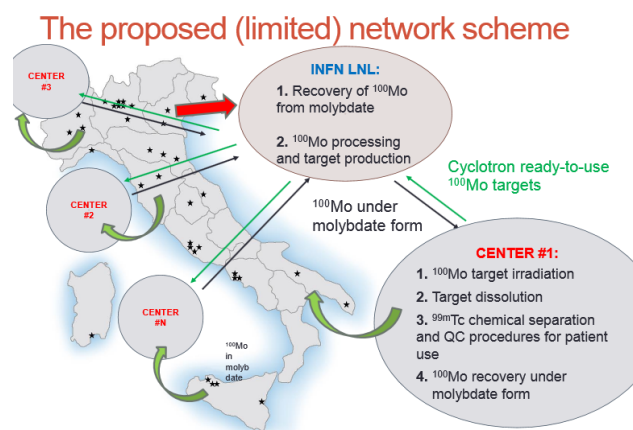 The proposed (limited) network scheme
CENTER
#3
INFN LNL:
1. Recovery of ¹⁰⁰Mo
from molybdate
2. ¹⁰⁰Mo processing
and target production
Cyclotron ready-to-use
¹⁰⁰Mo targets
CENTER
#2
¹⁰⁰Mo under
molybdate form
CENTER #1:
1. ¹⁰⁰Mo target irradiation
2. Target dissolution
3. ⁹⁹ᵐTc chemical separation
and QC procedures for patient
use
4. ¹⁰⁰Mo recovery under
molybdate form
CENTER
#N
¹⁰⁰Mo
in
molyb
date